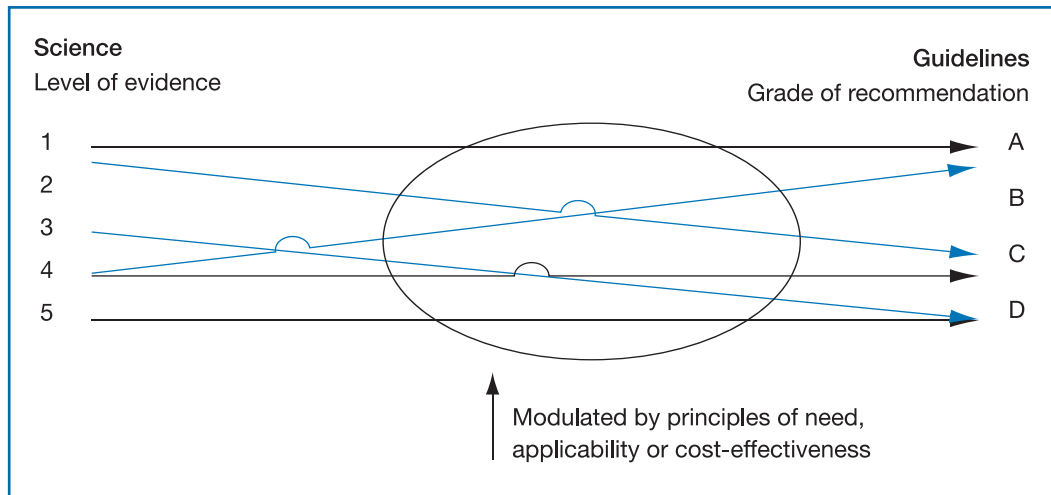 Science
Level of evidence
Guidelines
Grade of recommendation
1
A
2
B
3
C
4
D
5
Modulated by principles of need,
applicability or cost-effectiveness